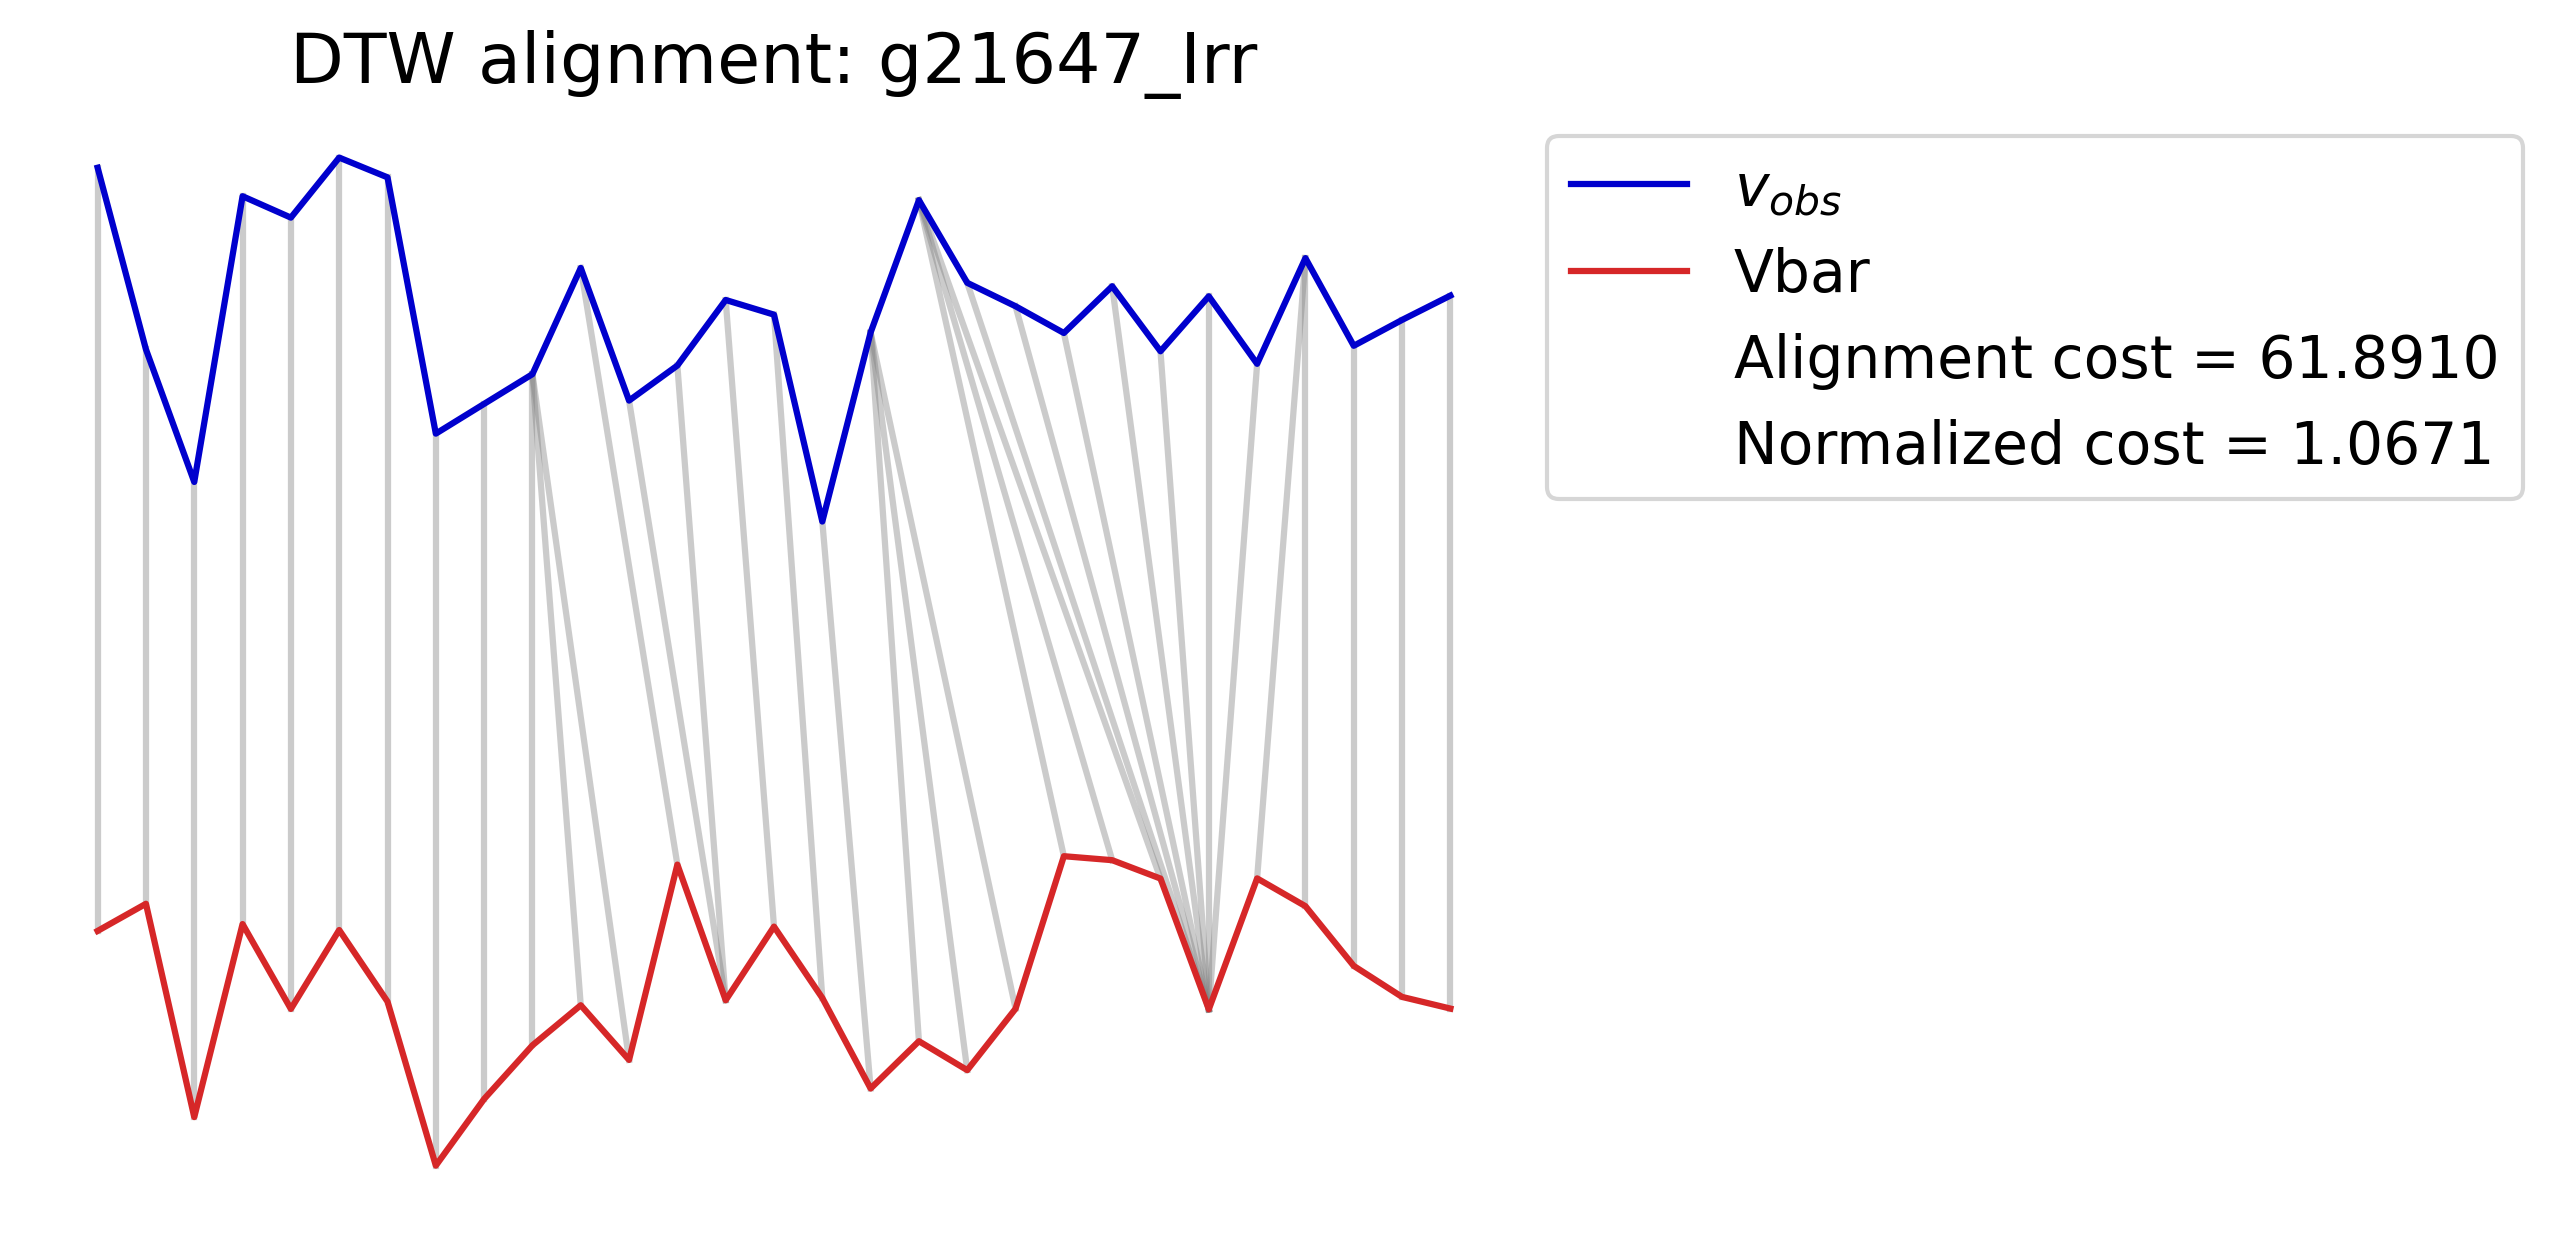 DTW alignment: g21647_Irr
v_obs
Vbar
Alignment cost = 61.8910
Normalized cost = 1.0671